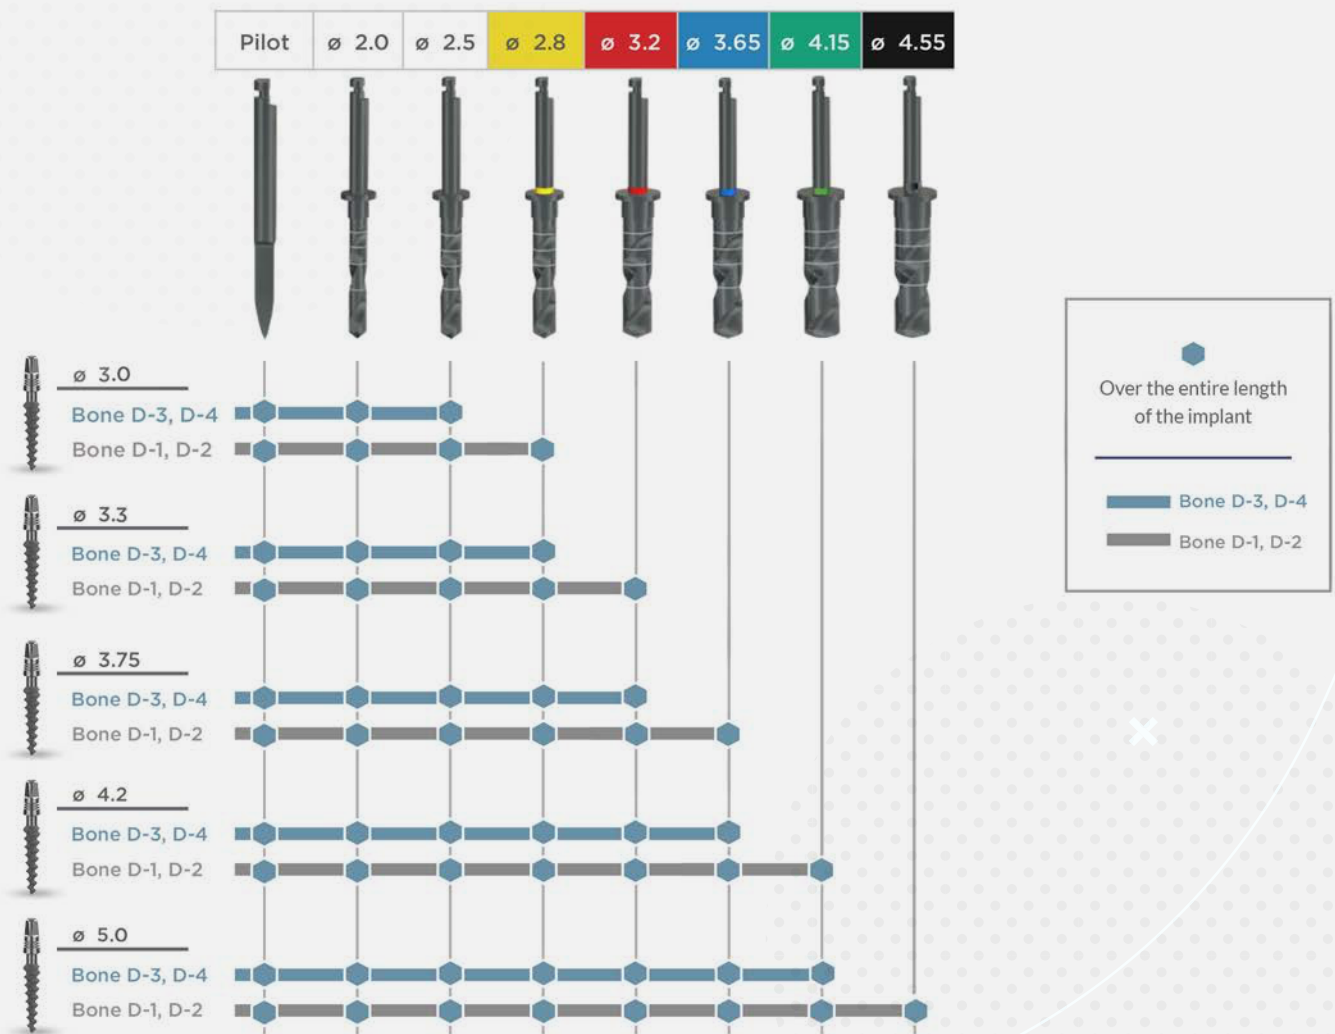 Pilot ø 2.0 ø 2.5 ø 2.8 ø 3.2 ø 3.65 ø 4.15 ø 4.55
ø 3.0
Bone D-3, D-4
Bone D-1, D-2
ø 3.3
Bone D-3, D-4
Bone D-1, D-2
ø 3.75
Bone D-3, D-4
Bone D-1, D-2
ø 4.2
Bone D-3, D-4
Bone D-1, D-2
ø 5.0
Bone D-3, D-4
Bone D-1, D-2
Over the entire length
of the implant
Bone D-3, D-4
Bone D-1, D-2